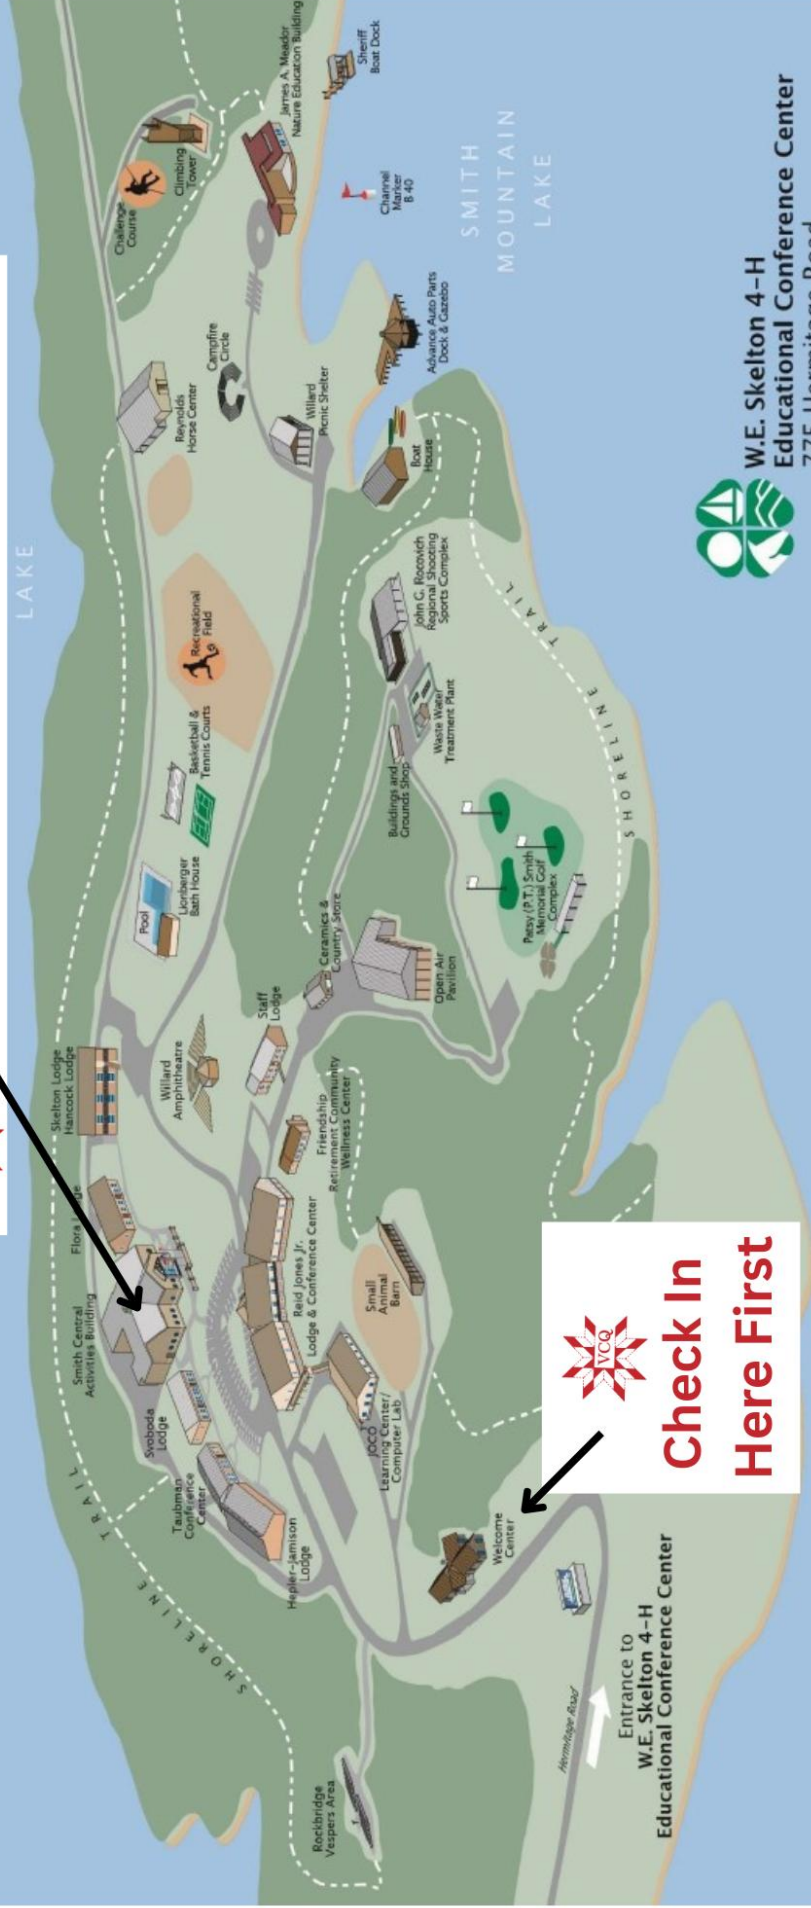 LAKE
SHORELINE TRAIL
Smith Central
Activities Building
Flora Lodge
Skelton Lodge
Hancock Lodge
Pool
Lionberger
Bath House
Basketball &
Tennis Courts
Recreational
Field
Reynolds
Horse Center
Challenge
Course
Climbing
Tower
Campfire
Circle
James A. Meador
Nature Education Building
Svoboda
Lodge
Taubman
Conference
Center
Hepler-Jamison
Lodge
Willard
Amphitheatre
Staff
Lodge
Willard
Picnic Shelter
Sheriff
Boat Dock
Channel
Marker
B 40
Rockbridge
Vespers Area
Reid Jones Jr.
Lodge & Conference Center
Friendship
Retirement Community
Wellness Center
Ceramics &
Country Store
Small
Animal
Barn
JOCO
Learning Center/
Computer Lab
Open Air
Pavilion
Buildings and
Grounds Shop
Waste Water
Treatment Plant
John G. Rocovich
Regional Shooting
Sports Complex
Boat
House
Advance Auto Parts
Dock & Gazebo
SMITH
MOUNTAIN
LAKE
Welcome
Center
Patsy (P.T.) Smith
Memorial Golf
Complex
SHORELINE TRAIL
Hermitage Road
Entrance to
W.E. Skelton 4-H
Educational Conference Center
VCQ
Check In
Here First
W.E. Skelton 4-H
Educational Conference Center
775 Hermitage Road